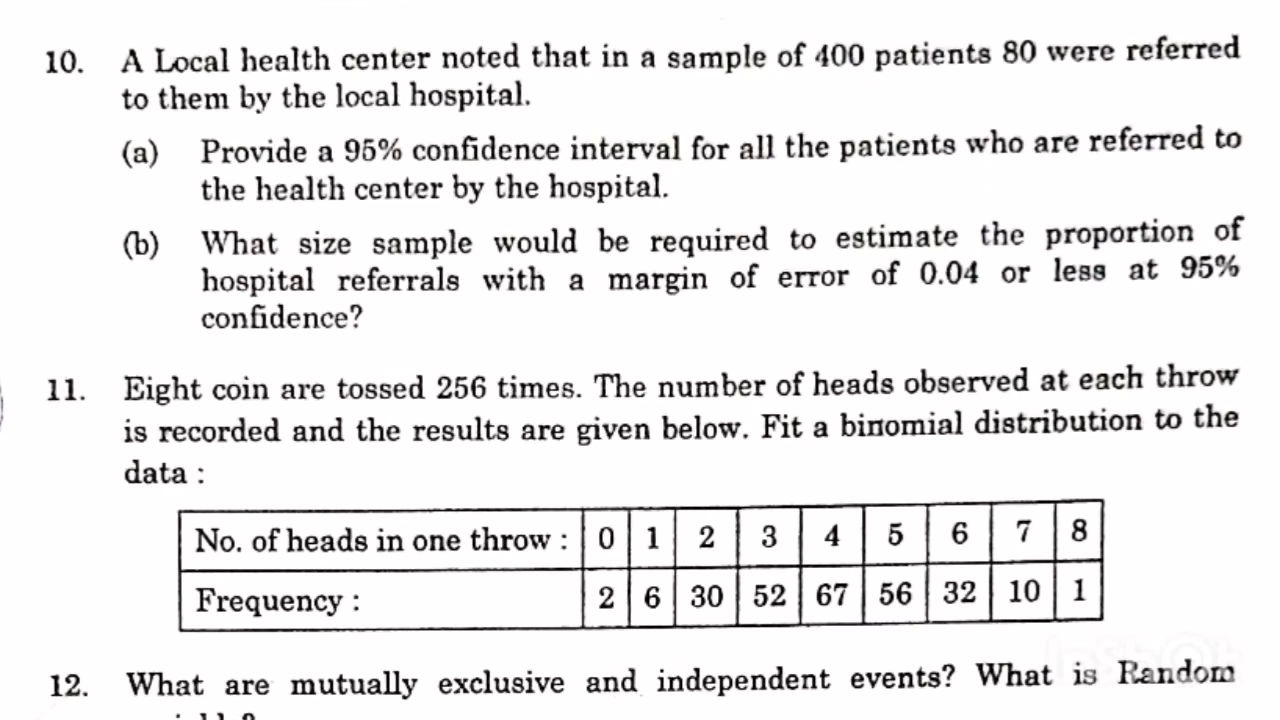 10. A Local health center noted that in a sample of 400 patients 80 were referred
to them by the local hospital.
(a) Provide a 95% confidence interval for all the patients who are referred to
the health center by the hospital.
(b) What size sample would be required to estimate the proportion of
hospital referrals with a margin of error of 0.04 or less at 95%
confidence?
11. Eight coin are tossed 256 times. The number of heads observed at each throw
is recorded and the results are given below. Fit a binomial distribution to the
data :
No. of heads in one throw : 0 1 2 3 4 5 6 7 8
Frequency : 2 6 30 52 67 56 32 10 1
12. What are mutually exclusive and independent events? What is Random